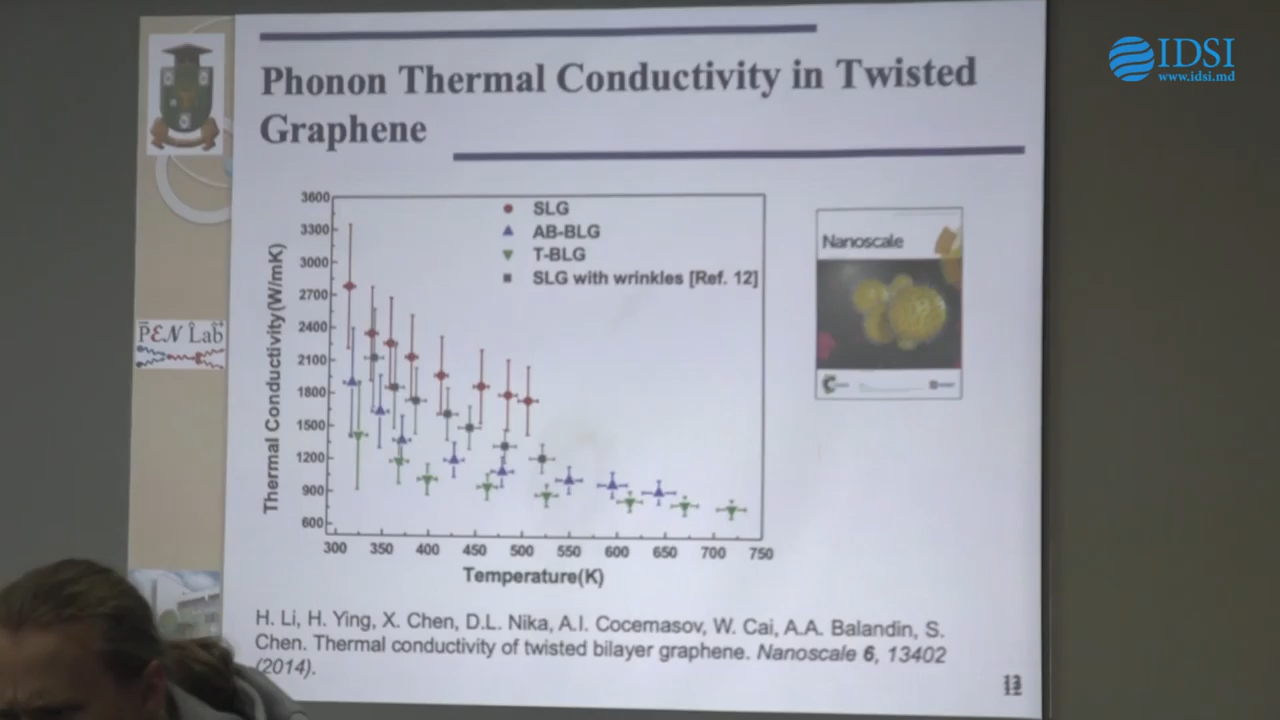 IDSI
www.idsi.md
Phonon Thermal Conductivity in Twisted
Graphene
PEN Lab
3600
3300
3000
2700
2400
2100
1800
1500
1200
900
600
Thermal Conductivity(W/mK)
SLG
AB-BLG
T-BLG
SLG with wrinkles [Ref. 12]
300 350 400 450 500 550 600 650 700 750
Temperature(K)
Nanoscale
H. Li, H. Ying, X. Chen, D.L. Nika, A.I. Cocemasov, W. Cai, A.A. Balandin, S.
Chen. Thermal conductivity of twisted bilayer graphene. Nanoscale 6, 13402
(2014).